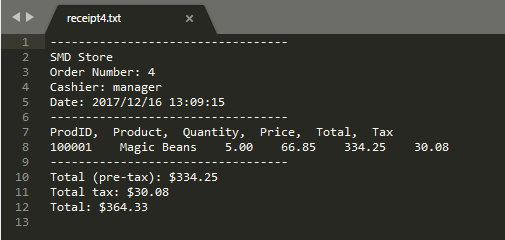 receipt4.txt
1 ----------------------------------
2 SMD Store
3 Order Number: 4
4 Cashier: manager
5 Date: 2017/12/16 13:09:15
6 ----------------------------------
7 ProdID,  Product,  Quantity,  Price,  Total,  Tax
8 100001    Magic Beans    5.00    66.85    334.25    30.08
9 ----------------------------------
10 Total (pre-tax): $334.25
11 Total tax: $30.08
12 Total: $364.33
13